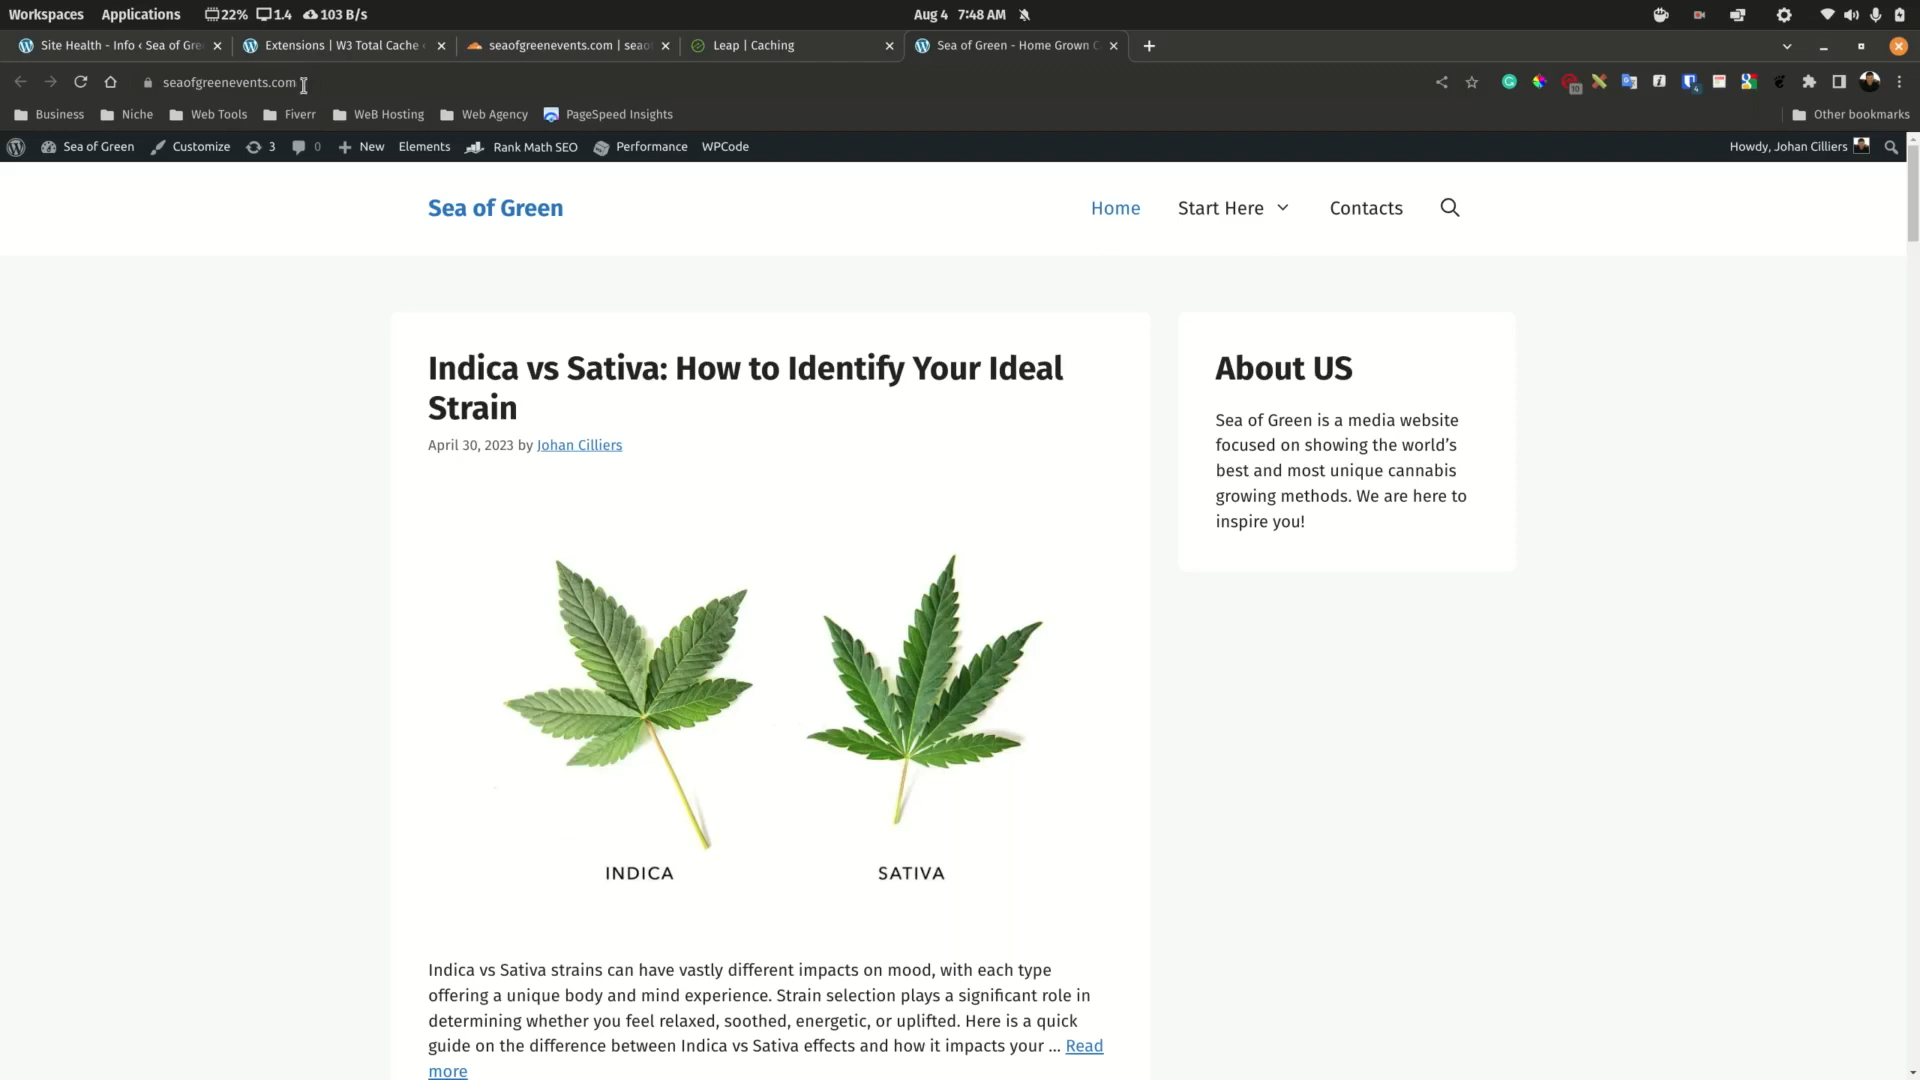 Workspaces Applications 22% 1.4 103 B/s Aug 4 7:48 AM
Site Health - Info ‹ Sea of Gre Extensions | W3 Total Cache ‹ seaofgreenevents.com | seao Leap | Caching Sea of Green - Home Grown C
seaofgreenevents.com 10 4
Business Niche Web Tools Fiverr WeB Hosting Web Agency PageSpeed Insights Other bookmarks
Sea of Green Customize 3 0 New Elements Rank Math SEO Performance WPCode Howdy, Johan Cilliers
Sea of Green Home Start Here Contacts
Indica vs Sativa: How to Identify Your Ideal
Strain
April 30, 2023 by Johan Cilliers
INDICA SATIVA
Indica vs Sativa strains can have vastly different impacts on mood, with each type
offering a unique body and mind experience. Strain selection plays a significant role in
determining whether you feel relaxed, soothed, energetic, or uplifted. Here is a quick
guide on the difference between Indica vs Sativa effects and how it impacts your ... Read
more
About US
Sea of Green is a media website
focused on showing the world's
best and most unique cannabis
growing methods. We are here to
inspire you!